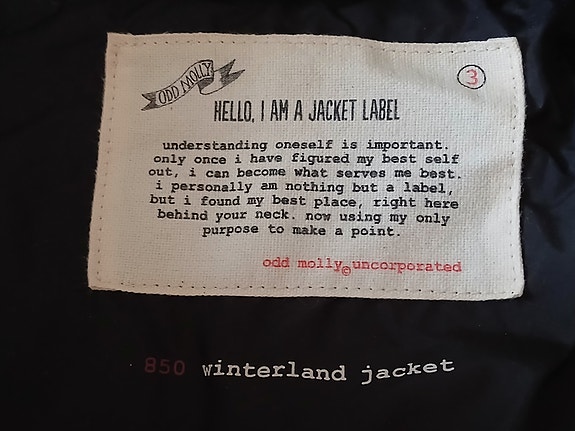 ODD MOLLY
3
HELLO, I AM A JACKET LABEL
understanding oneself is important.
only once i have figured my best self
out, i can become what serves me best.
i personally am nothing but a label,
but i found my best place, right here
behind your neck. now using my only
purpose to make a point.
odd molly©uncorporated
850 winterland jacket